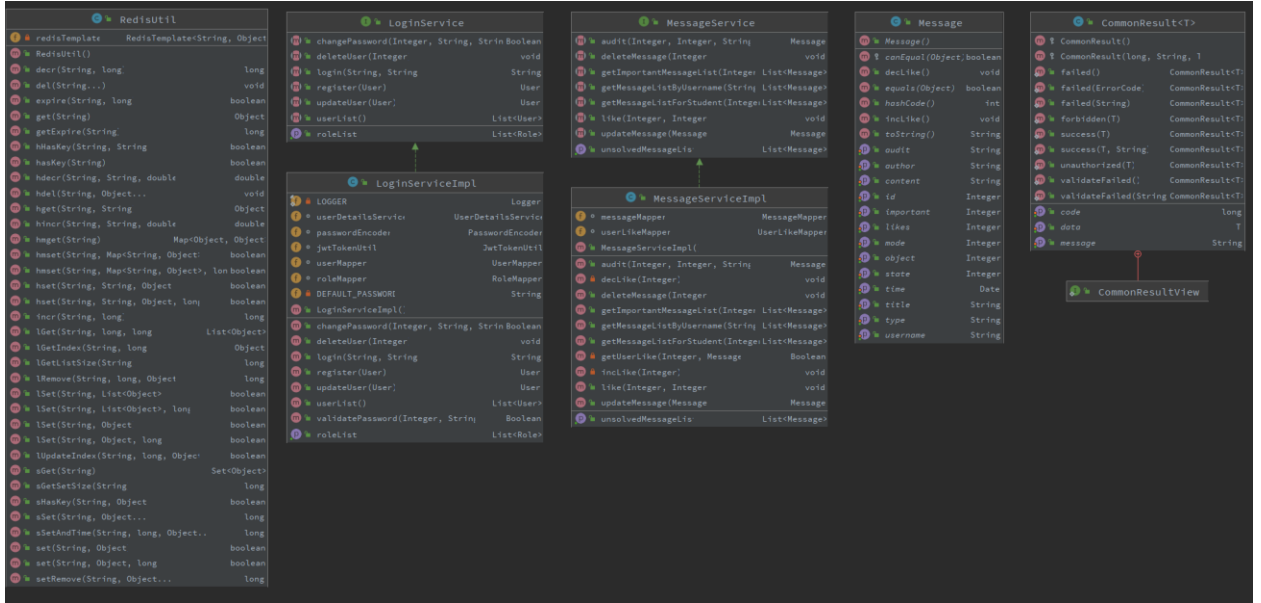 RedisUtil
redisTemplate RedisTemplate<String, Object
RedisUtil()
decr(String, long) long
del(String...) void
expire(String, long boolean
get(String) Object
getExpire(String) long
hHasKey(String, String boolean
hasKey(String) boolean
hdecr(String, String, double double
hdel(String, Object... void
hget(String, String Object
hincr(String, String, double double
hmget(String) Map<Object, Object
hmset(String, Map<String, Object boolean
hmset(String, Map<String, Object>, lon boolean
hset(String, String, Object boolean
hset(String, String, Object, long boolean
incr(String, long) long
lGet(String, long, long List<Object>
lGetIndex(String, long Object
lGetListSize(String long
lRemove(String, long, Object long
lSet(String, List<Object> boolean
lSet(String, List<Object>, long boolean
lSet(String, Object boolean
lSet(String, Object, long boolean
lUpdateIndex(String, long, Objec boolean
sGet(String) Set<Object>
sGetSetSize(String long
sHasKey(String, Object boolean
sSet(String, Object... long
sSetAndTime(String, long, Object.. long
set(String, Object boolean
set(String, Object, long boolean
setRemove(String, Object... long
LoginService
changePassword(Integer, String, Strin Boolean
deleteUser(Integer void
login(String, String String
register(User) User
updateUser(User) User
userList() List<User>
roleList List<Role>
LoginServiceImpl
LOGGER Logger
userDetailsService UserDetailsService
passwordEncoder PasswordEncoder
jwtTokenUtil JwtTokenUtil
userMapper UserMapper
roleMapper RoleMapper
DEFAULT_PASSWORD String
LoginServiceImpl()
changePassword(Integer, String, Strin Boolean
deleteUser(Integer void
login(String, String String
register(User) User
updateUser(User) User
userList() List<User>
validatePassword(Integer, String Boolean
roleList List<Role>
MessageService
audit(Integer, Integer, String Message
deleteMessage(Integer void
getImportantMessageList(Integer List<Message>
getMessageListByUsername(String List<Message>
getMessageListForStudent(Intege List<Message>
like(Integer, Integer void
updateMessage(Message Message
unsolvedMessageLis List<Message>
MessageServiceImpl
messageMapper MessageMapper
userLikeMapper UserLikeMapper
MessageServiceImpl(
audit(Integer, Integer, String Message
decLike(Integer) void
deleteMessage(Integer void
getImportantMessageList(Integer List<Message>
getMessageListByUsername(String List<Message>
getMessageListForStudent(Intege List<Message>
getUserLike(Integer, Message Boolean
incLike(Integer) void
like(Integer, Integer void
updateMessage(Message Message
unsolvedMessageLis List<Message>
Message
Message()
canEqual(Object) boolean
decLike() void
equals(Object) boolean
hashCode() int
incLike() void
toString() String
audit String
author String
content String
id Integer
important Integer
likes Integer
mode Integer
object Integer
state Integer
time Date
title String
type String
username String
CommonResult<T>
CommonResult()
CommonResult(long, String, T
failed() CommonResult<T>
failed(ErrorCode) CommonResult<T>
failed(String) CommonResult<T>
forbidden(T) CommonResult<T>
success(T) CommonResult<T>
success(T, String) CommonResult<T>
unauthorized(T) CommonResult<T>
validateFailed() CommonResult<T>
validateFailed(String CommonResult<T>
code long
data T
message String
CommonResultView